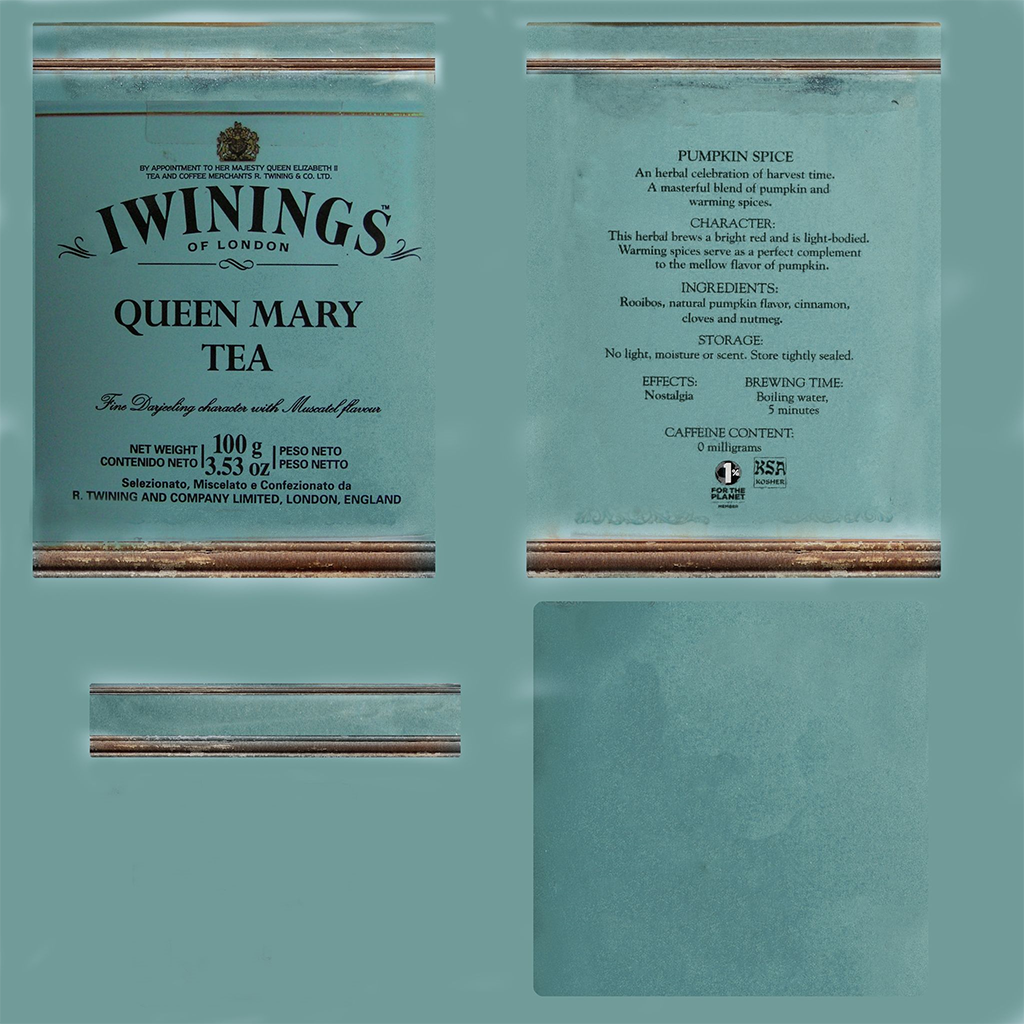 BY APPOINTMENT TO HER MAJESTY QUEEN ELIZABETH II
TEA AND COFFEE MERCHANTS R. TWINING & CO. LTD.
TWININGS™
OF LONDON
QUEEN MARY
TEA
Fine Darjeeling character with Muscatel flavour
NET WEIGHT | 100 g | PESO NETO
CONTENIDO NETO | 3.53 oz | PESO NETTO
Selezionato, Miscelato e Confezionato da
R. TWINING AND COMPANY LIMITED, LONDON, ENGLAND
PUMPKIN SPICE
An herbal celebration of harvest time.
A masterful blend of pumpkin and
warming spices.
CHARACTER:
This herbal brews a bright red and is light-bodied.
Warming spices serve as a perfect complement
to the mellow flavor of pumpkin.
INGREDIENTS:
Rooibos, natural pumpkin flavor, cinnamon,
cloves and nutmeg.
STORAGE:
No light, moisture or scent. Store tightly sealed.
EFFECTS:
Nostalgia
BREWING TIME:
Boiling water,
5 minutes
CAFFEINE CONTENT:
0 milligrams
1%
FOR THE
PLANET
MEMBER
KSA
KOSHER